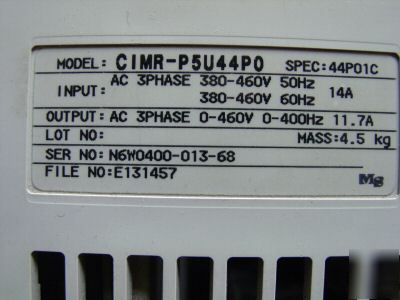 MODEL: CIMR-P5U44P0 SPEC:44P01C
INPUT: AC 3PHASE 380-460V 50Hz 14A
380-460V 60Hz
OUTPUT: AC 3PHASE 0-460V 0-400Hz 11.7A
LOT NO: MASS:4.5 kg
SER NO: N6W0400-013-68
FILE NO:E131457 Mg